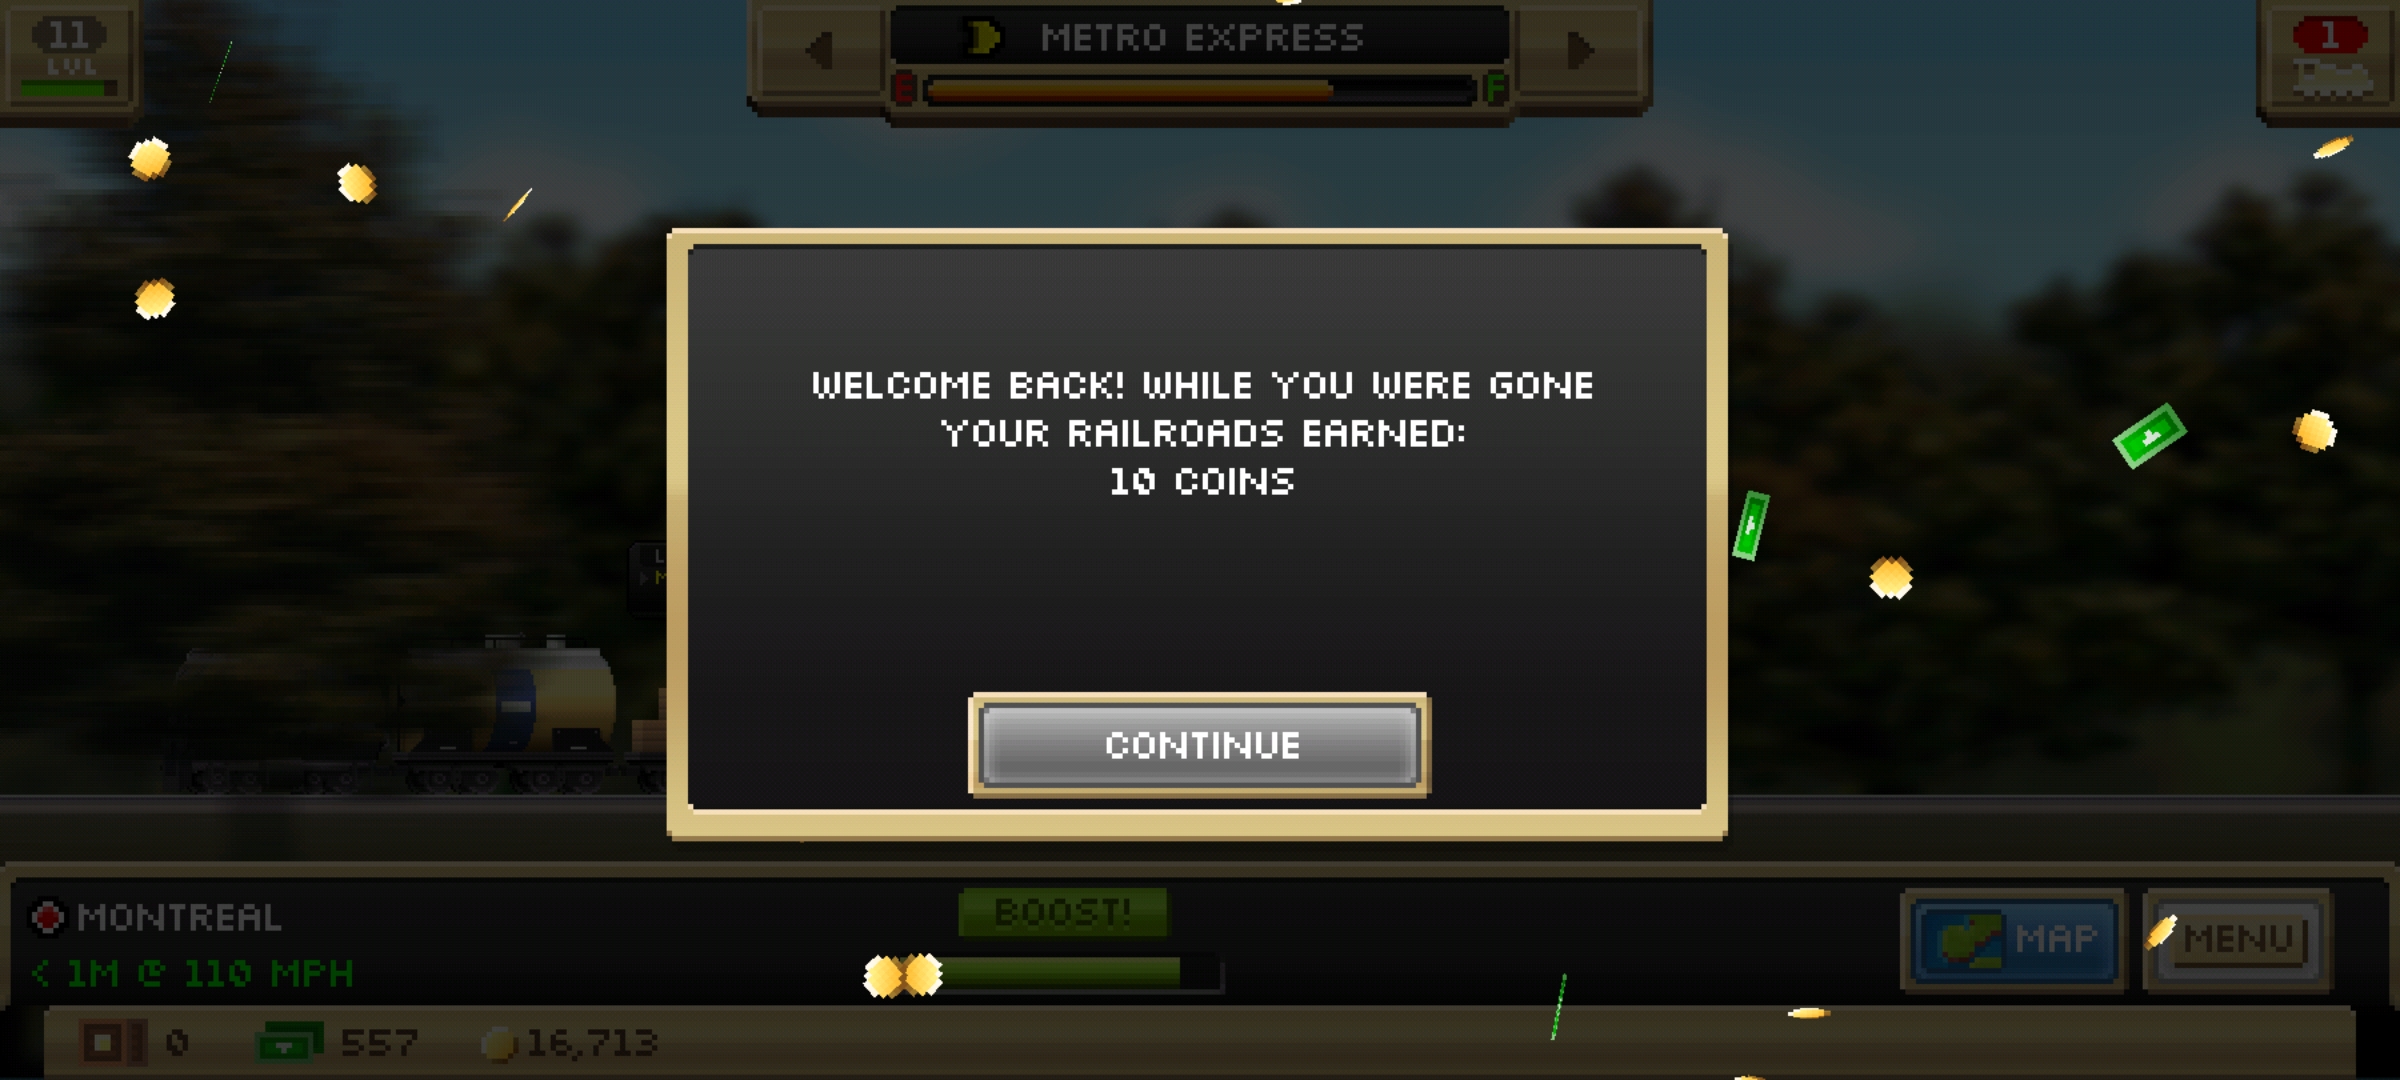 11
LVL
METRO EXPRESS
E
F
1
WELCOME BACK! WHILE YOU WERE GONE
YOUR RAILROADS EARNED:
10 COINS
CONTINUE
MONTREAL
< 1M @ 110 MPH
BOOST!
MAP
MENU
0
557
16,713